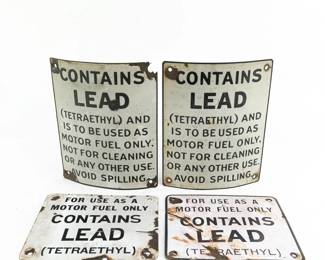 CONTAINS
LEAD
(TETRAETHYL) AND
IS TO BE USED AS
MOTOR FUEL ONLY.
NOT FOR CLEANING
OR ANY OTHER USE.
AVOID SPILLING.
CONTAINS
LEAD
(TETRAETHYL) AND
IS TO BE USED AS
MOTOR FUEL ONLY.
NOT FOR CLEANING
OR ANY OTHER USE.
AVOID SPILLING.
FOR USE AS A
MOTOR FUEL ONLY
CONTAINS
LEAD
(TETRAETHYL)
FOR USE AS A
MOTOR FUEL ONLY
CONTAINS
LEAD
(TETRAETHYL)